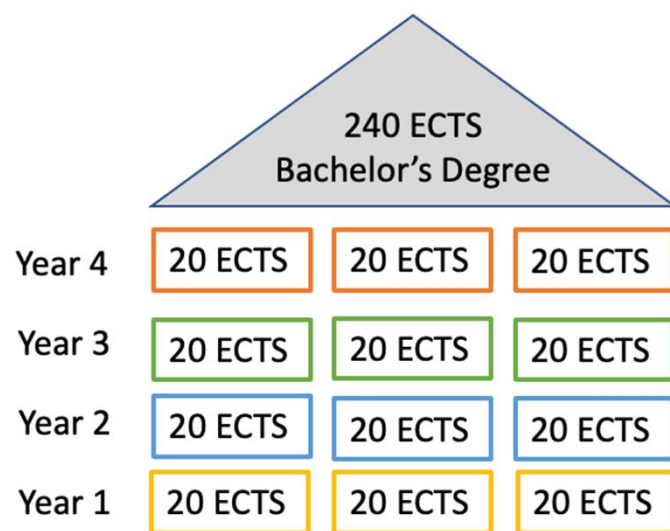 240 ECTS
Bachelor’s Degree
Year 4 20 ECTS 20 ECTS 20 ECTS
Year 3 20 ECTS 20 ECTS 20 ECTS
Year 2 20 ECTS 20 ECTS 20 ECTS
Year 1 20 ECTS 20 ECTS 20 ECTS